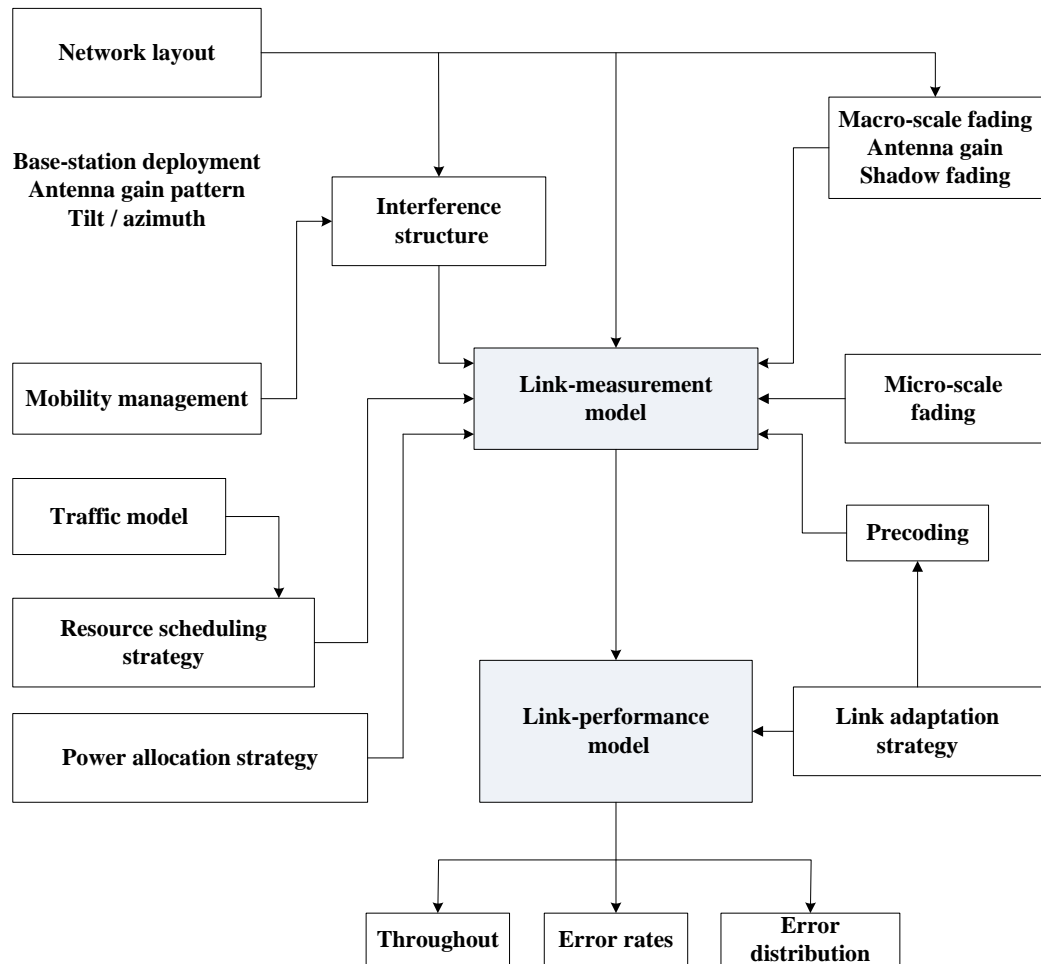 Network layout
Macro-scale fading
Antenna gain
Shadow fading
Base-station deployment
Antenna gain pattern
Tilt / azimuth
Interference
structure
Mobility management
Link-measurement
model
Micro-scale
fading
Traffic model
Precoding
Resource scheduling
strategy
Power allocation strategy
Link-performance
model
Link adaptation
strategy
Throughout
Error rates
Error
distribution